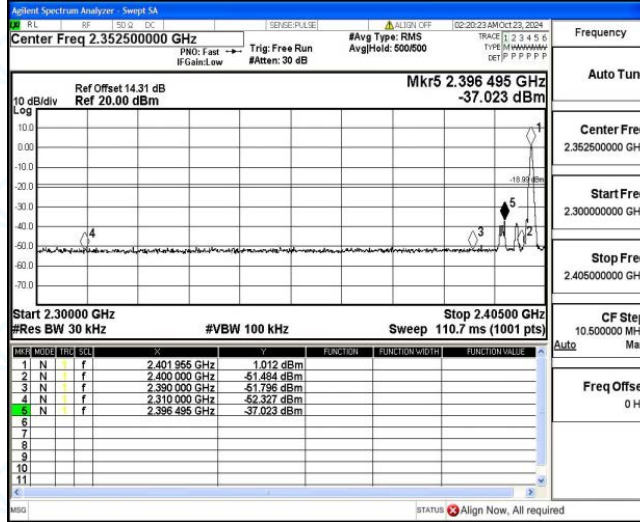 Agilent Spectrum Analyzer - Swept SA
RL RF 50 Ω DC SENSE:PULSE ALIGN OFF 02:20:23 AM Oct 23, 2024
Center Freq 2.352500000 GHz
PNO: Fast Trig: Free Run
IFGain:Low #Atten: 30 dB
#Avg Type: RMS
Avg|Hold: 500/500
TRACE 1 2 3 4 5 6
TYPE M WWWWW
DET P P P P P P
Ref Offset 14.31 dB
10 dB/div Ref 20.00 dBm
Mkr5 2.396 495 GHz
-37.023 dBm
Log
10.0
0.00
-10.0
-20.0
-30.0
-40.0
-50.0
-60.0
-70.0
-18.99 dBm
1
5
4
3
2
Start 2.30000 GHz Stop 2.40500 GHz
#Res BW 30 kHz #VBW 100 kHz Sweep 110.7 ms (1001 pts)
MKR MODE TRC SCL X Y FUNCTION FUNCTION WIDTH FUNCTION VALUE
1 N 1 f 2.401 955 GHz 1.012 dBm
2 N 1 f 2.400 000 GHz -51.484 dBm
3 N 1 f 2.390 000 GHz -51.796 dBm
4 N 1 f 2.310 000 GHz -52.327 dBm
5 N 1 f 2.396 495 GHz -37.023 dBm
6
7
8
9
10
11
MSG STATUS Align Now, All required
Frequency
Auto Tun
Center Fre
2.352500000 GH
Start Fre
2.300000000 GH
Stop Fre
2.405000000 GH
CF Ste
10.500000 MH
Auto Ma
Freq Offse
0 H